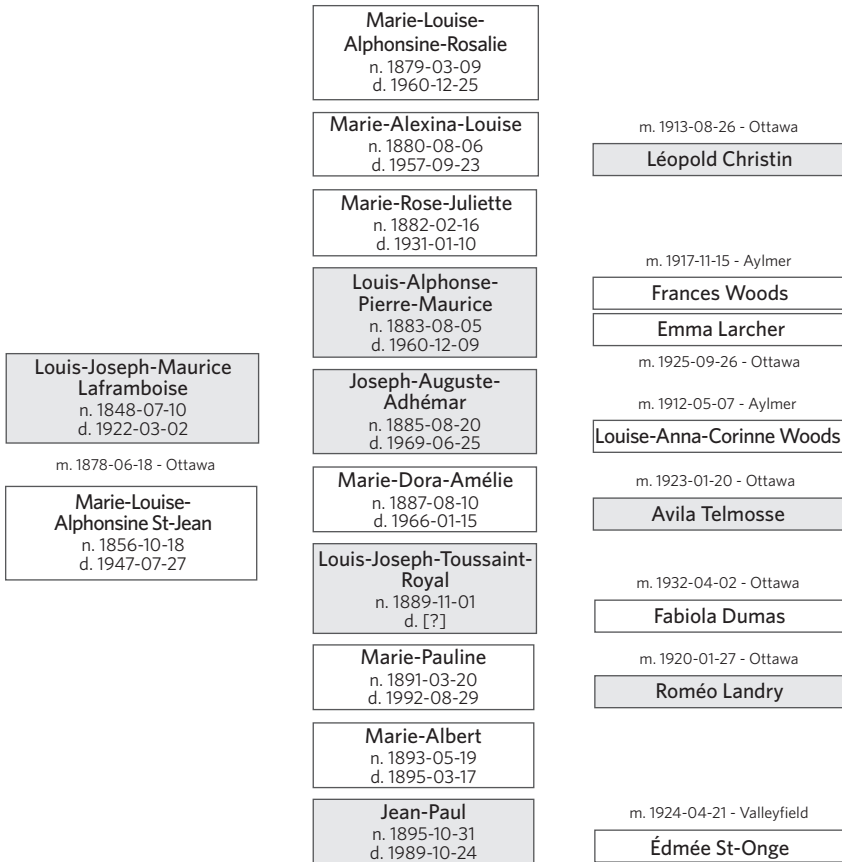 Louis-Joseph-Maurice
Laframboise
n. 1848-07-10
d. 1922-03-02
m. 1878-06-18 - Ottawa
Marie-Louise-
Alphonsine St-Jean
n. 1856-10-18
d. 1947-07-27
Marie-Louise-
Alphonsine-Rosalie
n. 1879-03-09
d. 1960-12-25
Marie-Alexina-Louise
n. 1880-08-06
d. 1957-09-23
m. 1913-08-26 - Ottawa
Léopold Christin
Marie-Rose-Juliette
n. 1882-02-16
d. 1931-01-10
Louis-Alphonse-
Pierre-Maurice
n. 1883-08-05
d. 1960-12-09
m. 1917-11-15 - Aylmer
Frances Woods
Emma Larcher
m. 1925-09-26 - Ottawa
Joseph-Auguste-
Adhémar
n. 1885-08-20
d. 1969-06-25
m. 1912-05-07 - Aylmer
Louise-Anna-Corinne Woods
Marie-Dora-Amélie
n. 1887-08-10
d. 1966-01-15
m. 1923-01-20 - Ottawa
Avila Telmosse
Louis-Joseph-Toussaint-
Royal
n. 1889-11-01
d. [?]
m. 1932-04-02 - Ottawa
Fabiola Dumas
Marie-Pauline
n. 1891-03-20
d. 1992-08-29
m. 1920-01-27 - Ottawa
Roméo Landry
Marie-Albert
n. 1893-05-19
d. 1895-03-17
Jean-Paul
n. 1895-10-31
d. 1989-10-24
m. 1924-04-21 - Valleyfield
Édmée St-Onge